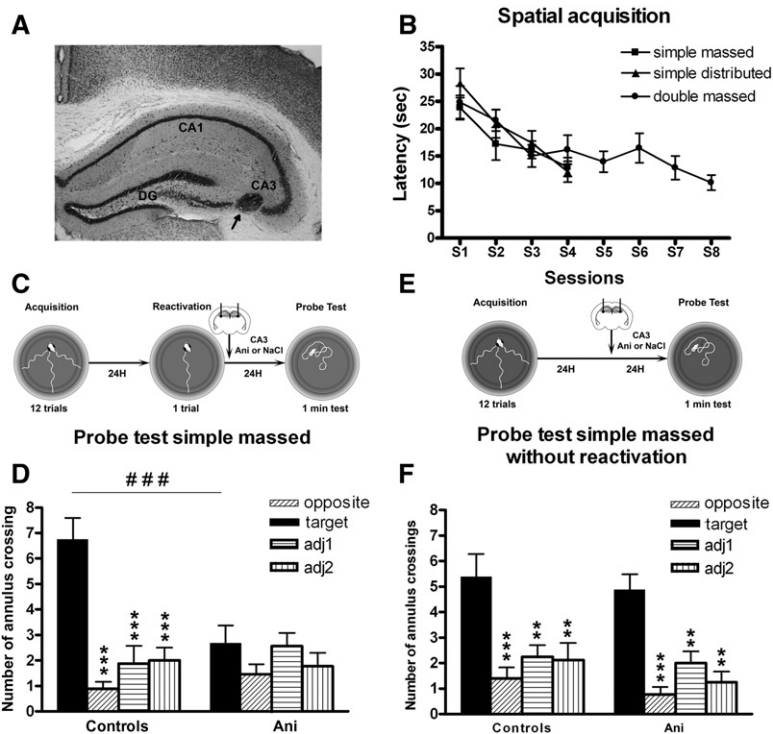 A
CA1
CA3
DG
B
Spatial acquisition
Latency (sec)
35
30
25
20
15
10
5
0
simple massed
simple distributed
double massed
S1 S2 S3 S4 S5 S6 S7 S8
Sessions
C
Acquisition
Reactivation
Probe Test
CA3
Ani or NaCl
24H
24H
12 trials
1 trial
1 min test
E
Acquisition
Probe Test
CA3
Ani or NaCl
24H
24H
12 trials
1 min test
D
Probe test simple massed
# # #
Number of annulus crossing
8
7
6
5
4
3
2
1
0
opposite
target
adj1
adj2
***
***
***
Controls
Ani
F
Probe test simple massed
without reactivation
Number of annulus crossings
8
7
6
5
4
3
2
1
0
opposite
target
adj1
adj2
***
**
**
***
**
**
Controls
Ani